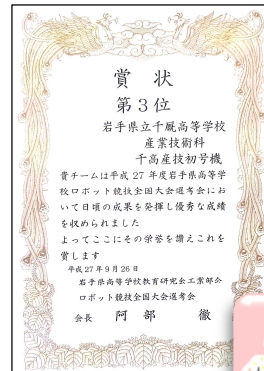 賞状
第3位
岩手県立千厩高等学校
産業技術科
千高産技初号機
貴チームは平成27年度岩手県高等学
校ロボット競技全国大会選考会にお
いて日頃の成果を発揮し優秀な成績
を収められました
よってここにその栄誉を讃えこれを
賞します
平成27年9月26日
岩手県高等学校教育研究会工業部会
ロボット競技全国大会選考会
会長 阿部 徹